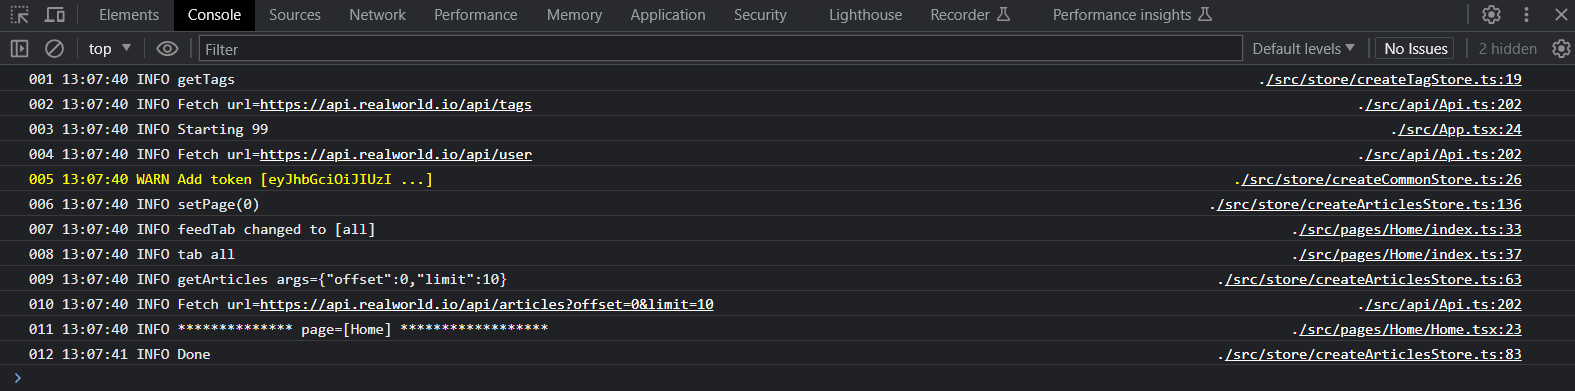 Elements Console Sources Network Performance Memory Application Security Lighthouse Recorder Performance insights
top Filter Default levels No Issues 2 hidden
001 13:07:40 INFO getTags ./src/store/createTagStore.ts:19
002 13:07:40 INFO Fetch url=https://api.realworld.io/api/tags ./src/api/Api.ts:202
003 13:07:40 INFO Starting 99 ./src/App.tsx:24
004 13:07:40 INFO Fetch url=https://api.realworld.io/api/user ./src/api/Api.ts:202
005 13:07:40 WARN Add token [eyJhbGciOiJIUzI ...] ./src/store/createCommonStore.ts:26
006 13:07:40 INFO setPage(0) ./src/store/createArticlesStore.ts:136
007 13:07:40 INFO feedTab changed to [all] ./src/pages/Home/index.ts:33
008 13:07:40 INFO tab all ./src/pages/Home/index.ts:37
009 13:07:40 INFO getArticles args={"offset":0,"limit":10} ./src/store/createArticlesStore.ts:63
010 13:07:40 INFO Fetch url=https://api.realworld.io/api/articles?offset=0&limit=10 ./src/api/Api.ts:202
011 13:07:40 INFO ************** page=[Home] ****************** ./src/pages/Home/Home.tsx:23
012 13:07:41 INFO Done ./src/store/createArticlesStore.ts:83